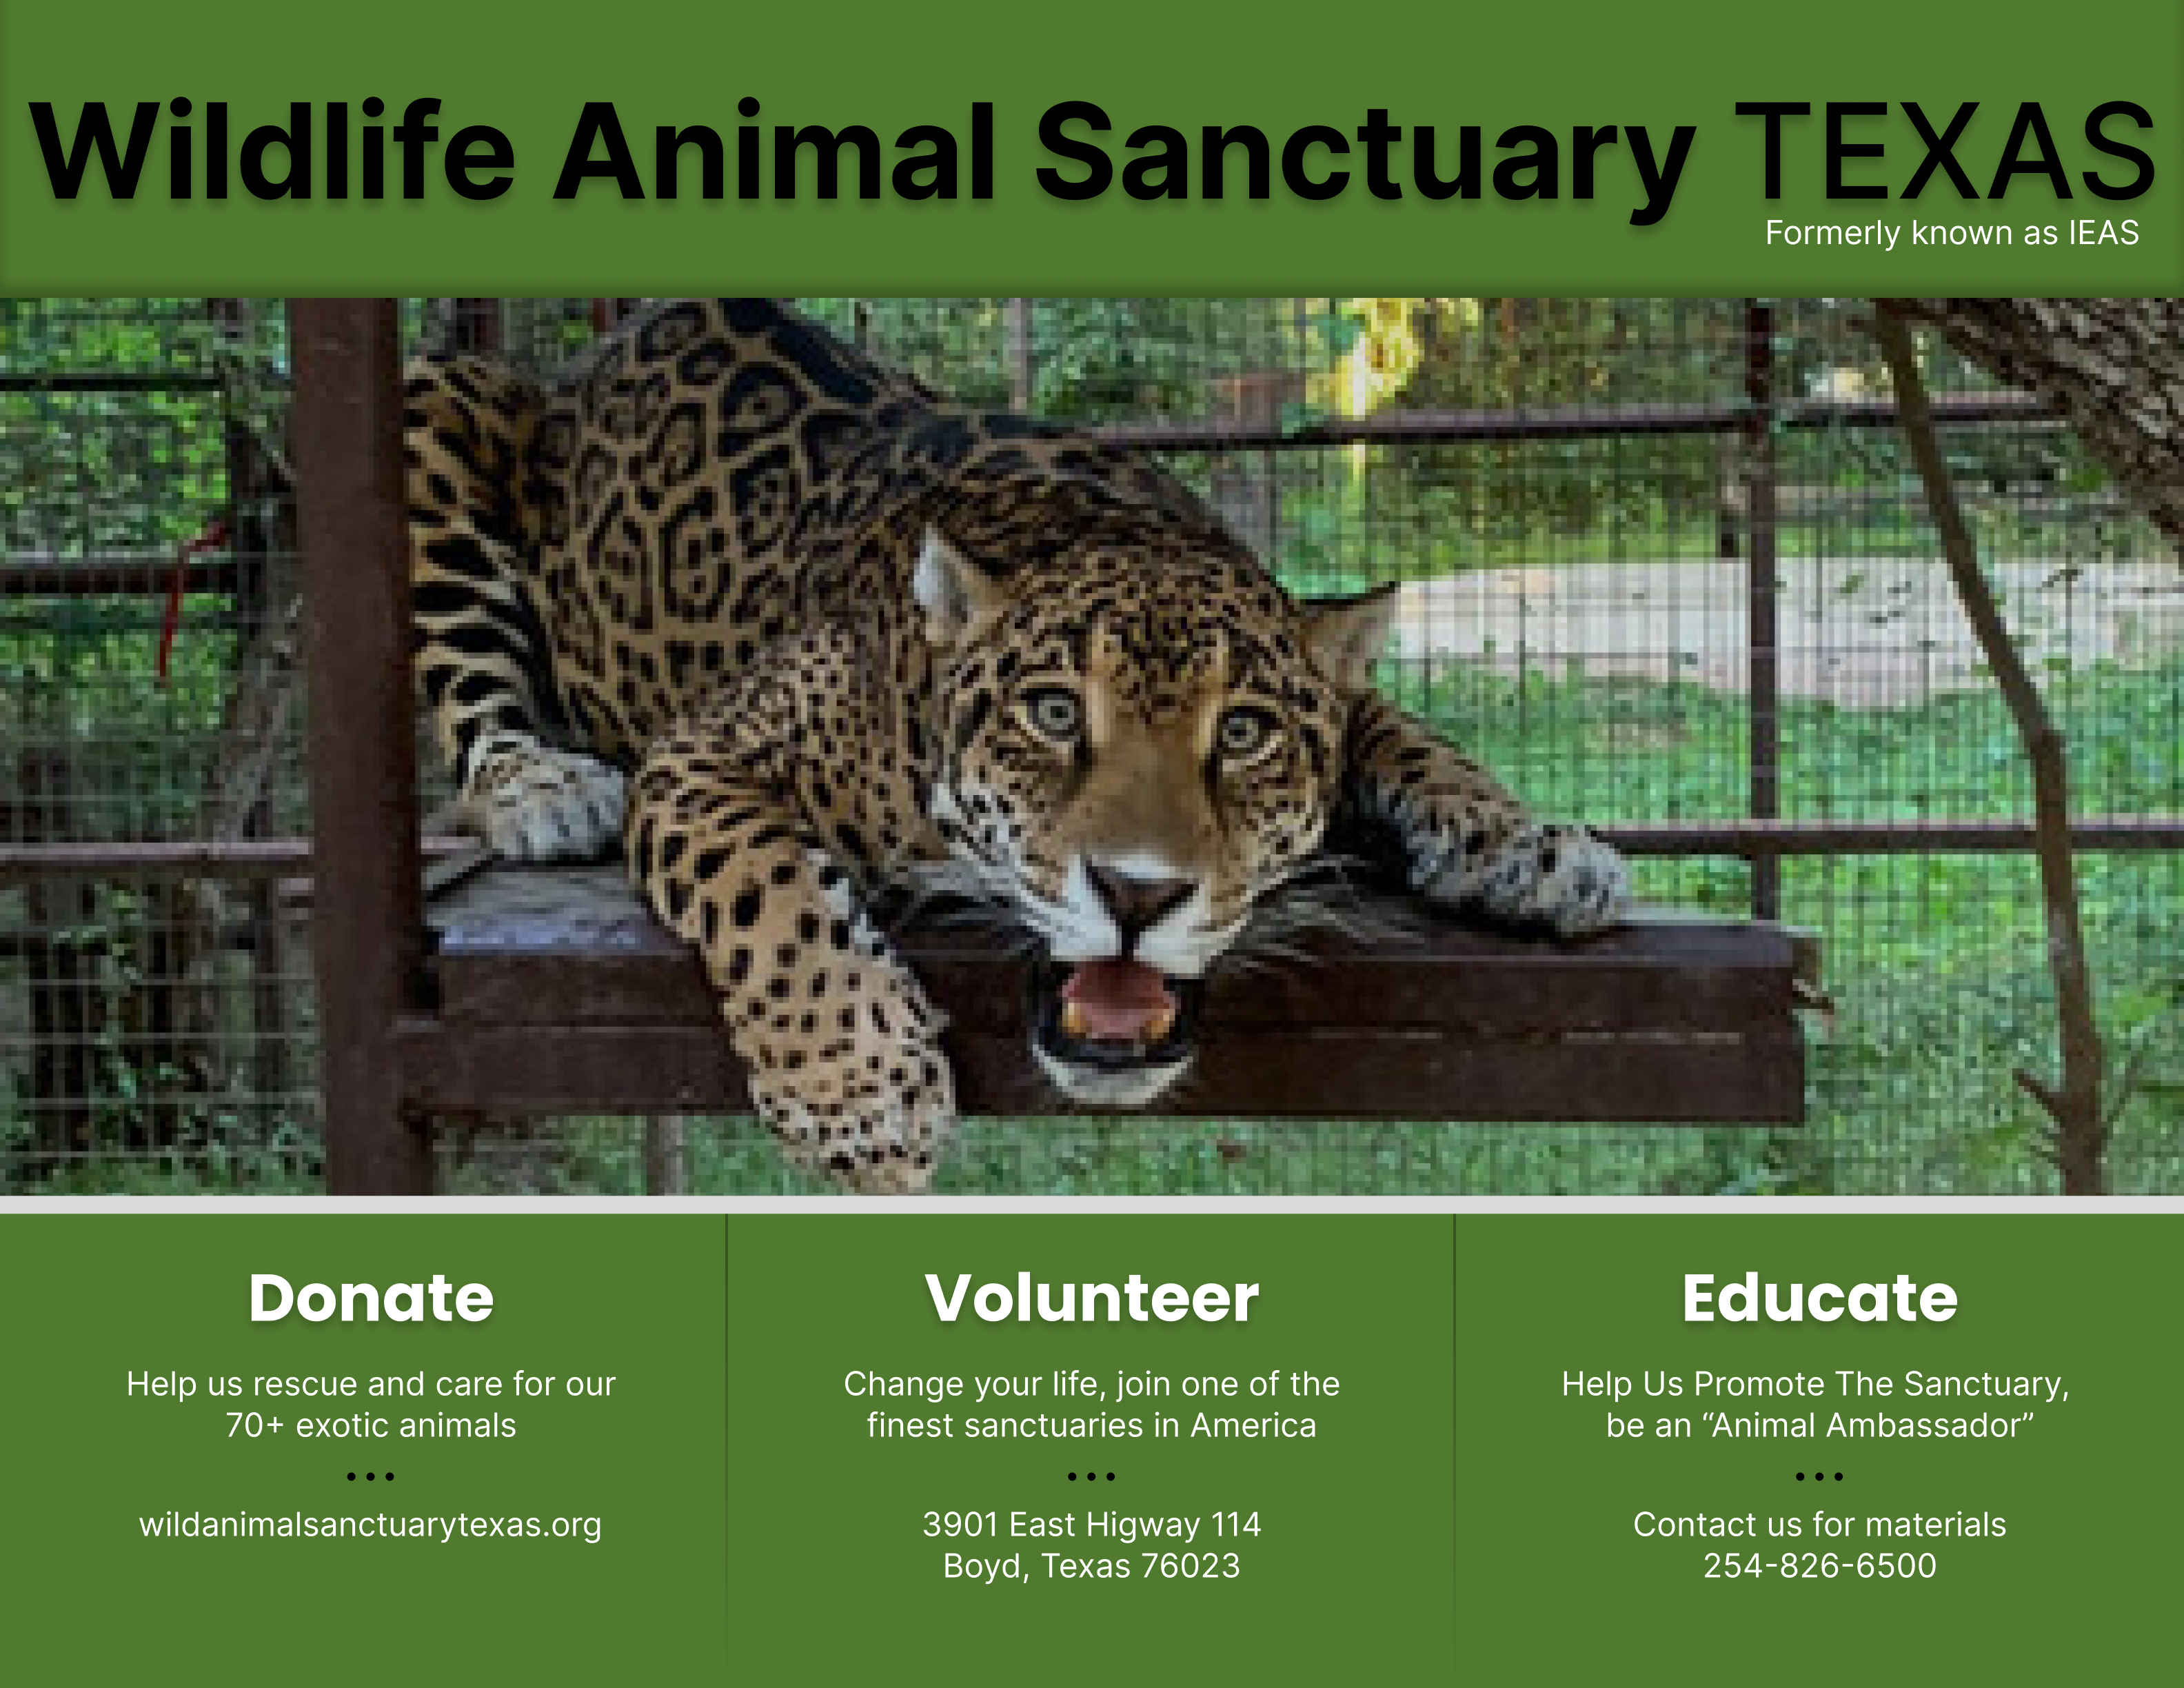 Wildlife Animal Sanctuary TEXAS
Formerly known as IEAS
Donate
Help us rescue and care for our
70+ exotic animals
•••
wildanimalsanctuarytexas.org
Volunteer
Change your life, join one of the
finest sanctuaries in America
•••
3901 East Higway 114
Boyd, Texas 76023
Educate
Help Us Promote The Sanctuary,
be an “Animal Ambassador”
•••
Contact us for materials
254-826-6500